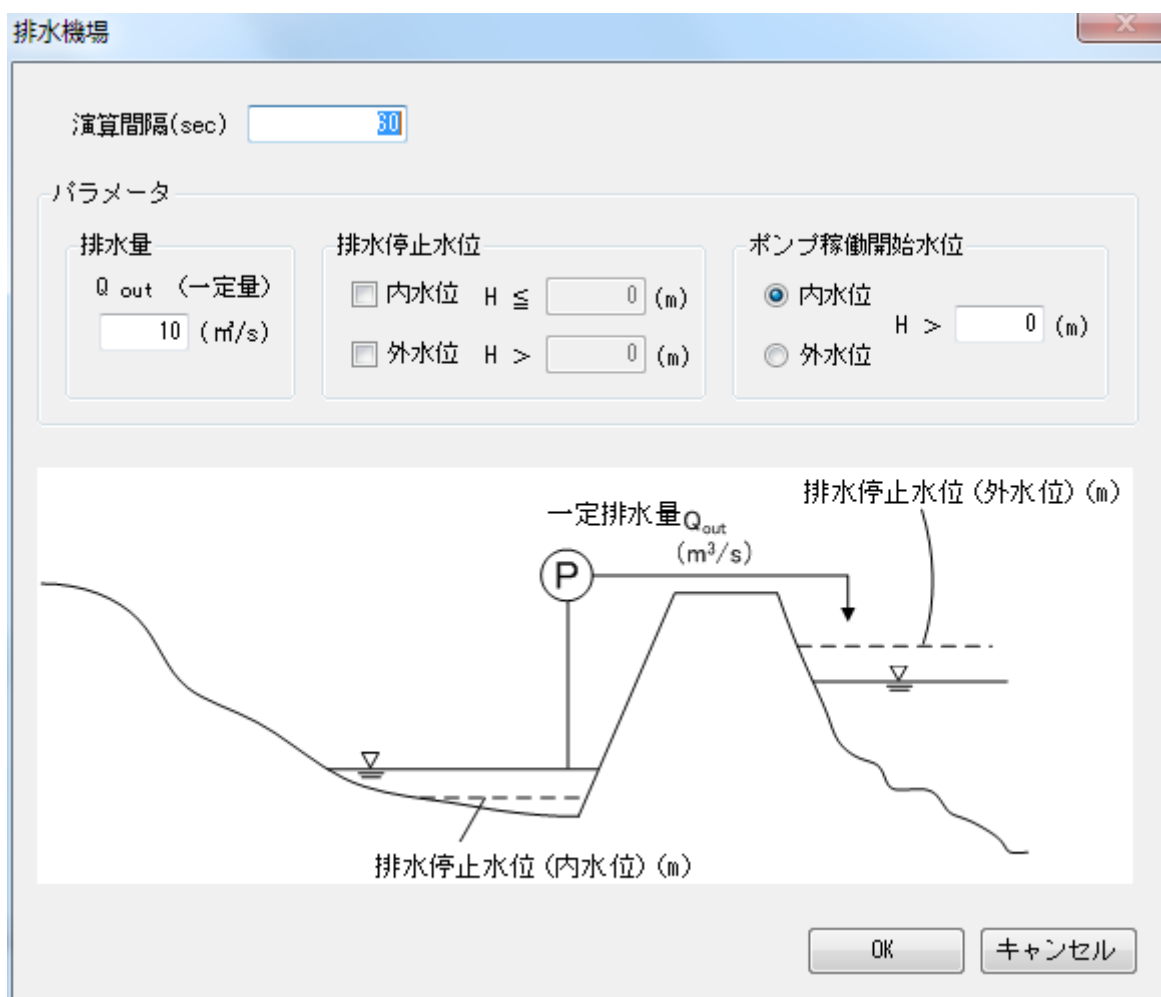 排水機場
演算間隔(sec) 60
パラメータ
排水量
Q out (一定量)
10 (㎥/s)
排水停止水位
内水位 H ≦ 0 (m)
外水位 H > 0 (m)
ポンプ稼働開始水位
内水位
H > 0 (m)
外水位
排水停止水位(外水位)(m)
一定排水量Qout
(m³/s)
P
排水停止水位(内水位)(m)
OK キャンセル